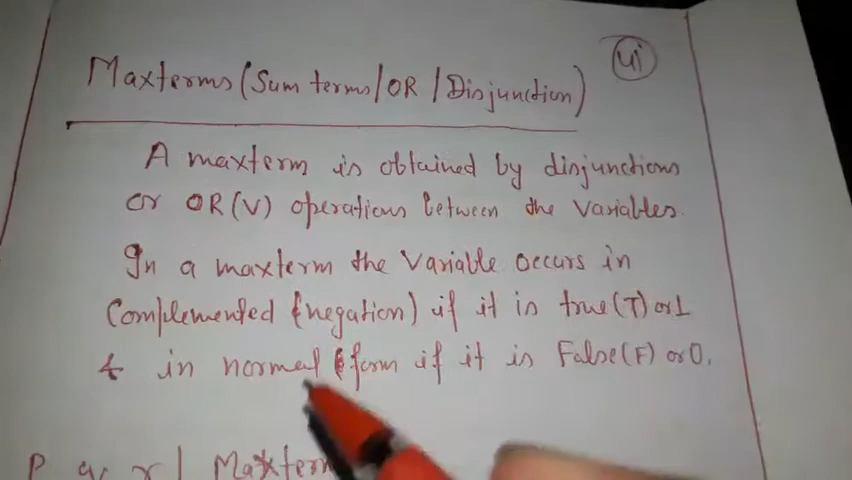 4i
Maxterms (Sum terms / OR / Disjunction)
A maxterm is obtained by disjunctions
or OR(V) operations between the variables.
In a maxterm the variable occurs in
Complemented (negation) if it is true (T) or 1
& in normal form if it is False (F) or 0.
P q r | Maxterm